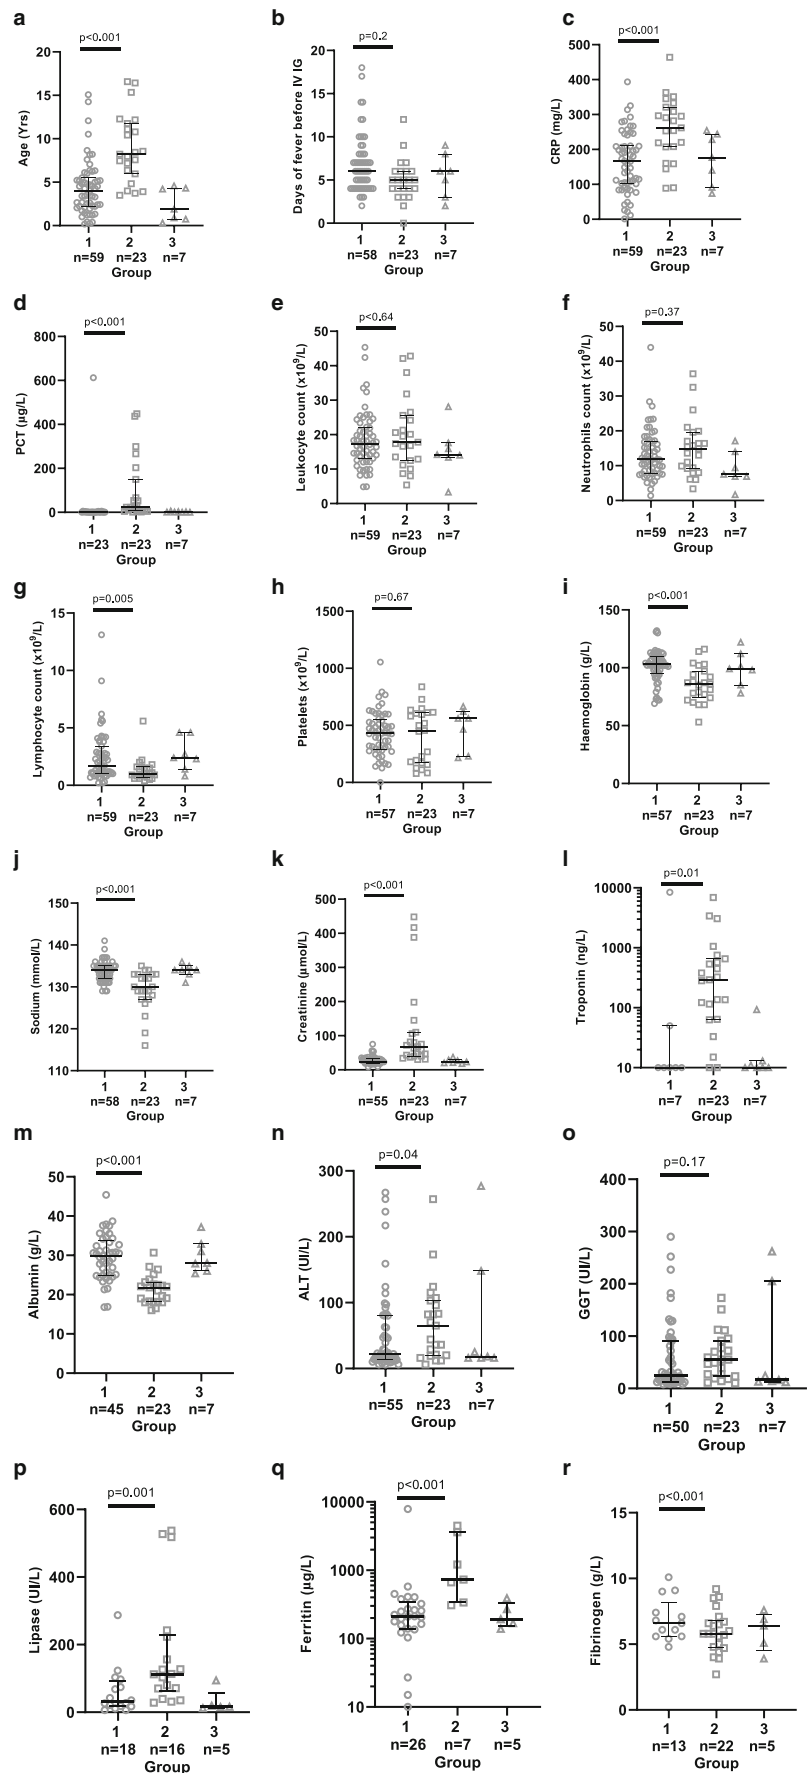 a
p<0.001
20
15
10
5
0
Age (Yrs)
1 2 3
n=59 n=23 n=7
Group
b
p=0.2
20
15
10
5
0
Days of fever before IV IG
1 2 3
n=58 n=23 n=7
Group
c
p<0.001
500
400
300
200
100
0
CRP (mg/L)
1 2 3
n=59 n=23 n=7
Group
d
p<0.001
800
600
400
200
0
PCT (µg/L)
1 2 3
n=23 n=23 n=7
Group
e
p<0.64
50
40
30
20
10
0
Leukocyte count (x10⁹/L)
1 2 3
n=59 n=23 n=7
Group
f
p=0.37
50
40
30
20
10
0
Neutrophils count (x10⁹/L)
1 2 3
n=59 n=23 n=7
Group
g
p=0.005
15
10
5
0
Lymphocyte count (x10⁹/L)
1 2 3
n=59 n=23 n=7
Group
h
p=0.67
1500
1000
500
0
Platelets (x10⁹/L)
1 2 3
n=57 n=23 n=7
Group
i
p<0.001
150
100
50
0
Haemoglobin (g/L)
1 2 3
n=57 n=23 n=7
Group
j
p<0.001
150
140
130
120
110
Sodium (mmol/L)
1 2 3
n=58 n=23 n=7
Group
k
p<0.001
500
400
300
200
100
0
Creatinine (µmol/L)
1 2 3
n=55 n=23 n=7
Group
l
p=0.01
10000
1000
100
10
Troponin (ng/L)
1 2 3
n=7 n=23 n=7
Group
m
p<0.001
50
40
30
20
10
0
Albumin (g/L)
1 2 3
n=45 n=23 n=7
Group
n
p=0.04
300
200
100
0
ALT (UI/L)
1 2 3
n=55 n=23 n=7
Group
o
p=0.17
400
300
200
100
0
GGT (UI/L)
1 2 3
n=50 n=23 n=7
Group
p
p=0.001
600
400
200
0
Lipase (UI/L)
1 2 3
n=18 n=16 n=5
Group
q
p<0.001
10000
1000
100
10
Ferritin (µg/L)
1 2 3
n=26 n=7 n=5
Group
r
p<0.001
15
10
5
0
Fibrinogen (g/L)
1 2 3
n=13 n=22 n=5
Group